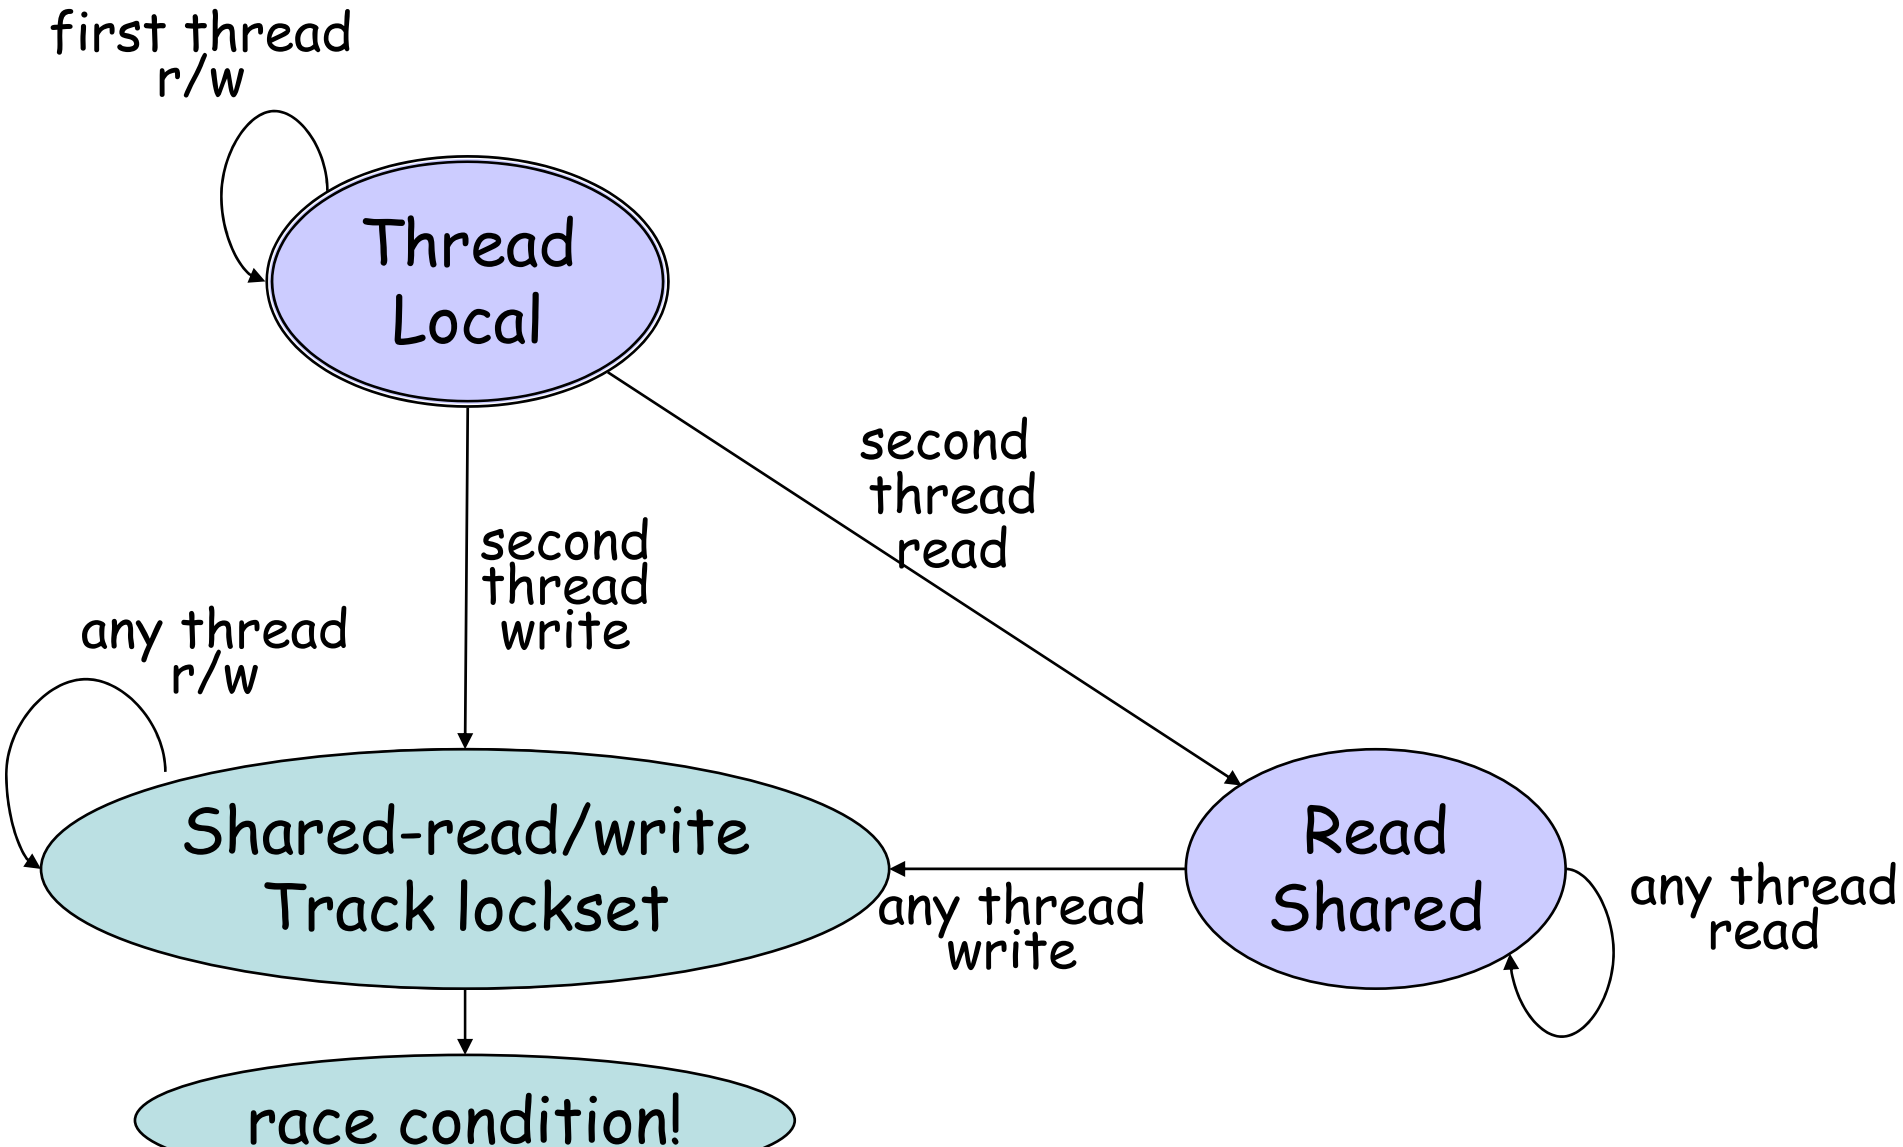 first thread
r/w
Thread
Local
second
thread
read
second
thread
write
any thread
r/w
Shared-read/write
Track lockset
any thread
write
Read
Shared
any thread
read
race condition!